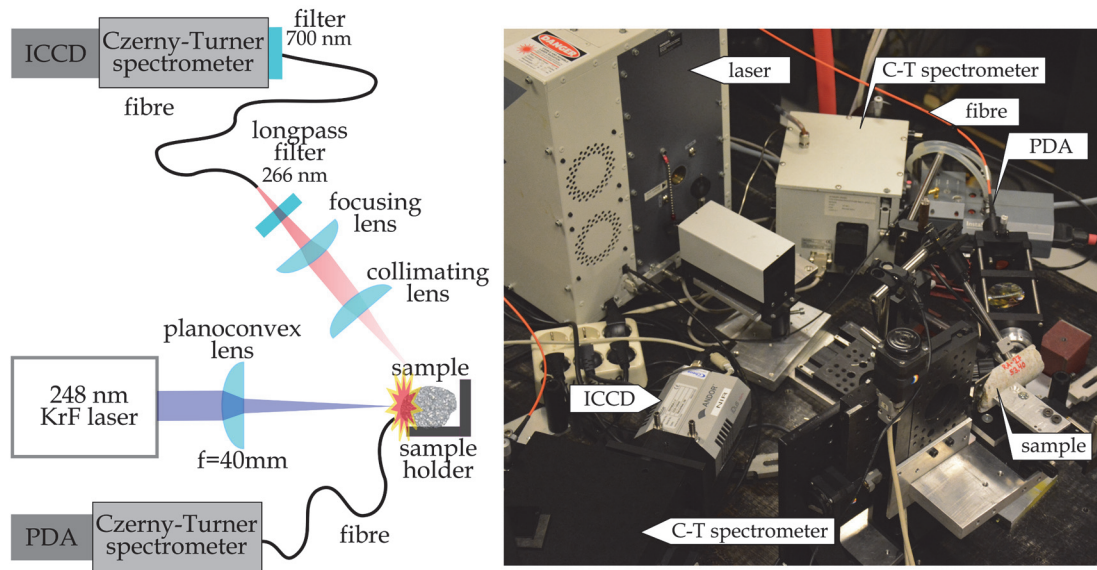 filter
700 nm
ICCD
Czerny-Turner
spectrometer
fibre
longpass
filter
266 nm
focusing
lens
collimating
lens
planoconvex
lens
sample
248 nm
KrF laser
f=40mm
sample
holder
PDA
Czerny-Turner
spectrometer
fibre
DANGER
laser
C-T spectrometer
fibre
PDA
ICCD
ANDOR
sample
C-T spectrometer